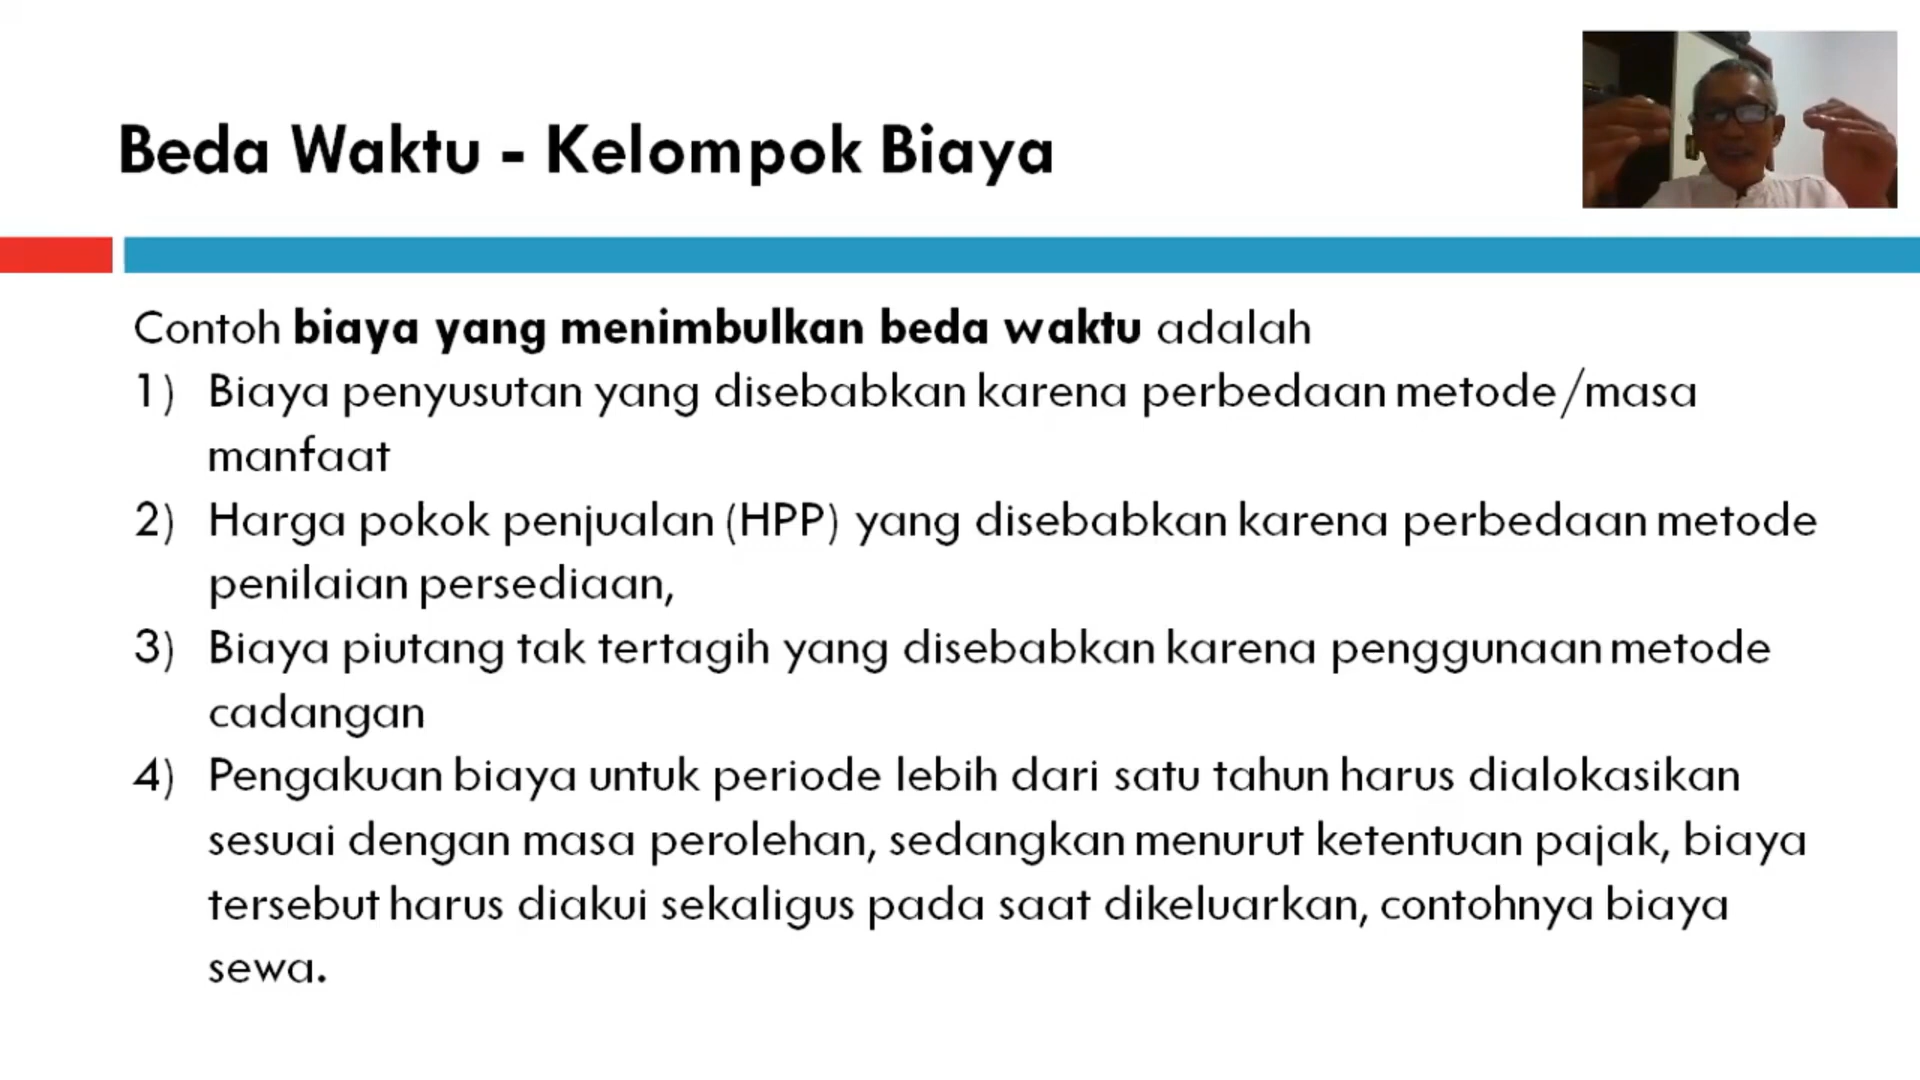 Beda Waktu - Kelompok Biaya
Contoh biaya yang menimbulkan beda waktu adalah
1) Biaya penyusutan yang disebabkan karena perbedaan metode/masa
manfaat
2) Harga pokok penjualan (HPP) yang disebabkan karena perbedaan metode
penilaian persediaan,
3) Biaya piutang tak tertagih yang disebabkan karena penggunaan metode
cadangan
4) Pengakuan biaya untuk periode lebih dari satu tahun harus dialokasikan
sesuai dengan masa perolehan, sedangkan menurut ketentuan pajak, biaya
tersebut harus diakui sekaligus pada saat dikeluarkan, contohnya biaya
sewa.